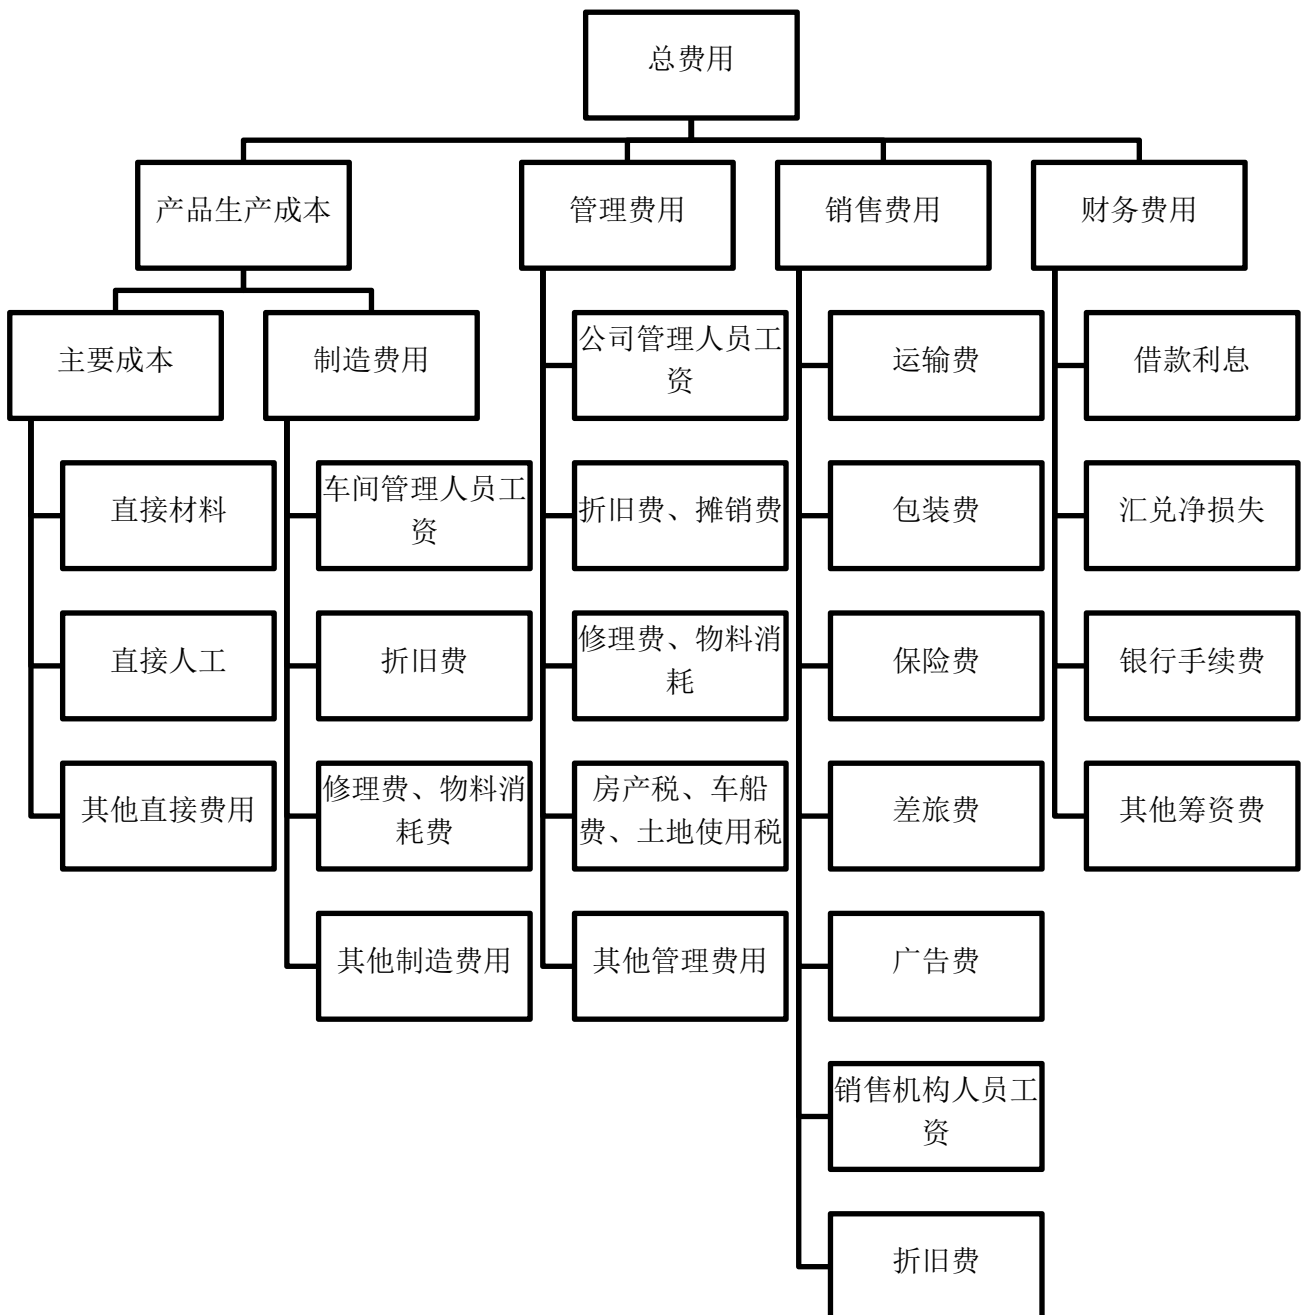 总费用
产品生产成本
管理费用
销售费用
财务费用
主要成本
制造费用
公司管理人员工
资
运输费
借款利息
直接材料
车间管理人员工
资
折旧费、摊销费
包装费
汇兑净损失
直接人工
折旧费
修理费、物料消
耗
保险费
银行手续费
其他直接费用
修理费、物料消
耗费
房产税、车船
费、土地使用税
差旅费
其他筹资费
其他制造费用
其他管理费用
广告费
销售机构人员工
资
折旧费